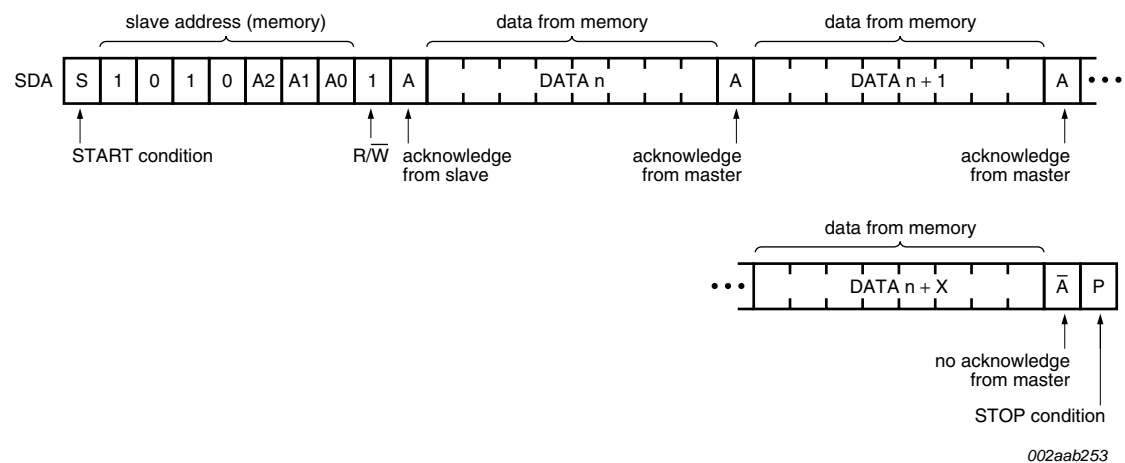 slave address (memory) data from memory data from memory
SDA S 1 0 1 0 A2 A1 A0 1 A DATA n A DATA n + 1 A •••
START condition R/W̅ acknowledge from slave acknowledge from master acknowledge from master
data from memory
••• DATA n + X A̅ P
no acknowledge
from master
STOP condition
002aab253